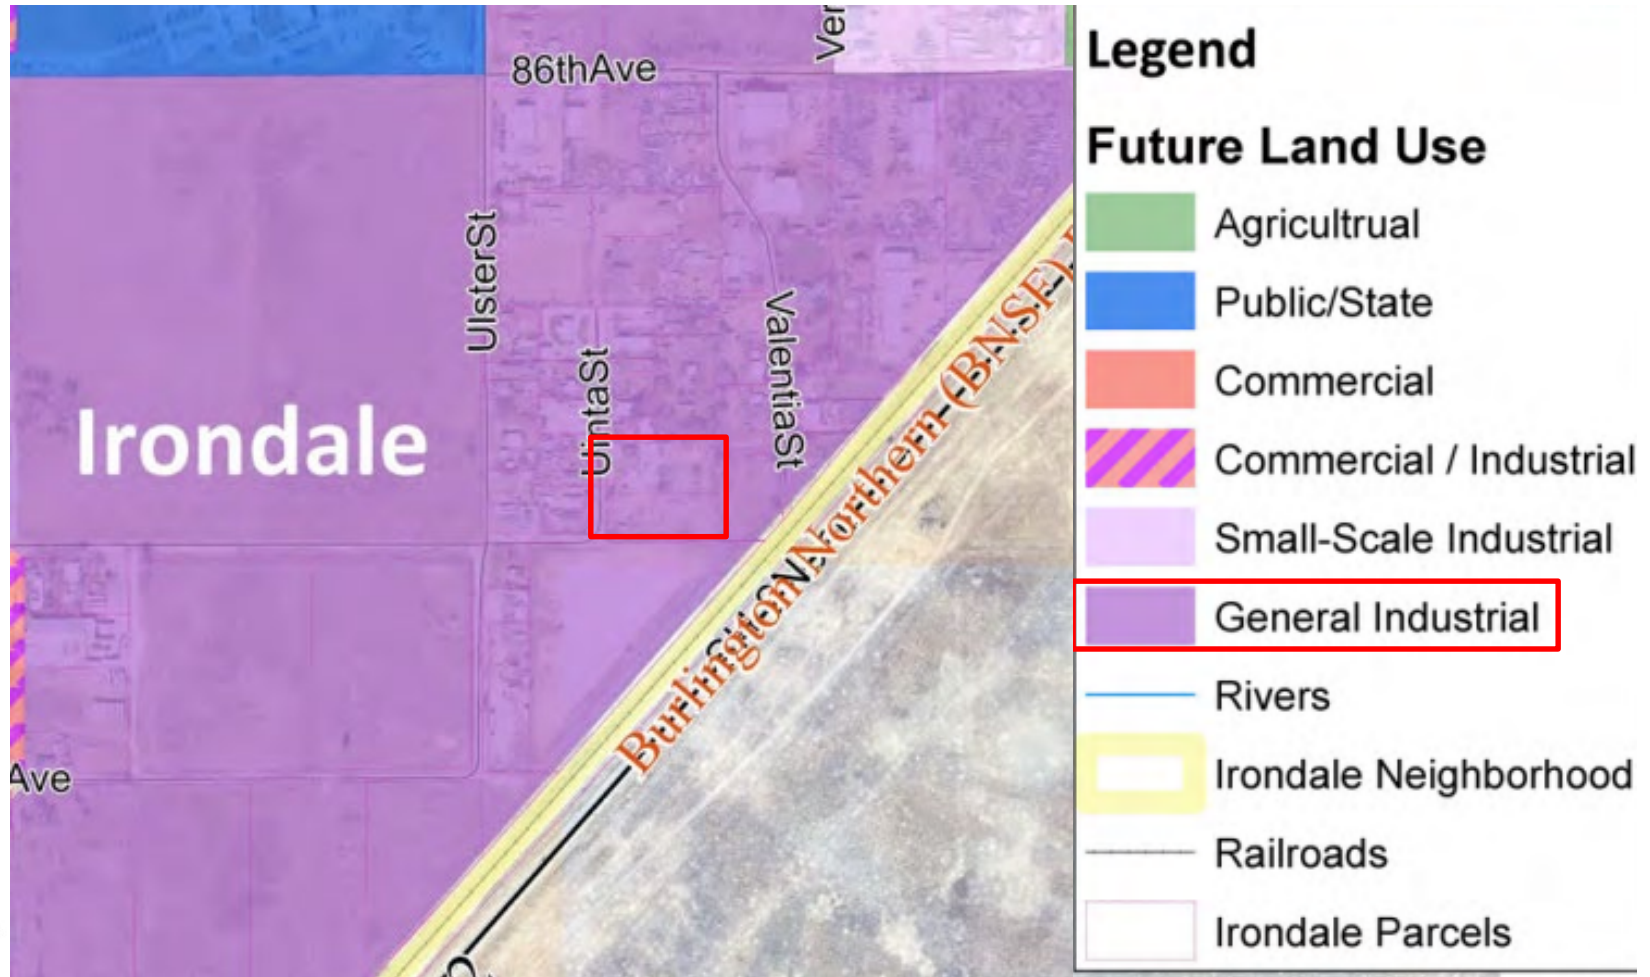 86thAve
Ver
UlsterSt
UintaSt
ValentiaSt
Irondale
Burlington Northern (BNSF)
Ave
Legend
Future Land Use
Agricultrual
Public/State
Commercial
Commercial / Industrial
Small-Scale Industrial
General Industrial
Rivers
Irondale Neighborhood
Railroads
Irondale Parcels